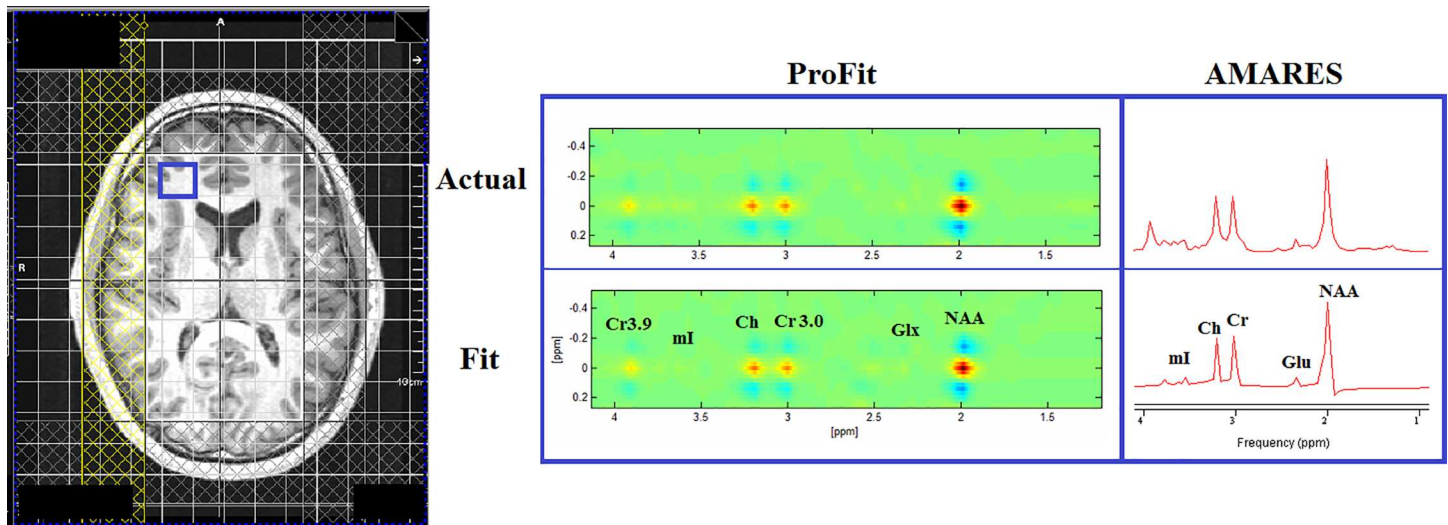 A
→
R
10cm
Actual
Fit
ProFit
AMARES
-0.4
-0.2
0
0.2
4 3.5 3 2.5 2 1.5
[ppm]
-0.4
-0.2
0
0.2
Cr3.9 mI Ch Cr 3.0 Glx NAA
4 3.5 3 2.5 2 1.5
[ppm]
mI Ch Cr Glu NAA
4 3 2 1
Frequency (ppm)